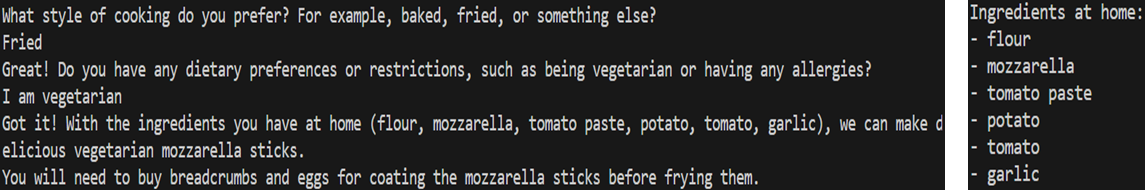 What style of cooking do you prefer? For example, baked, fried, or something else?
Fried
Great! Do you have any dietary preferences or restrictions, such as being vegetarian or having any allergies?
I am vegetarian
Got it! With the ingredients you have at home (flour, mozzarella, tomato paste, potato, tomato, garlic), we can make d
elicious vegetarian mozzarella sticks.
You will need to buy breadcrumbs and eggs for coating the mozzarella sticks before frying them.
Ingredients at home:
- flour
- mozzarella
- tomato paste
- potato
- tomato
- garlic